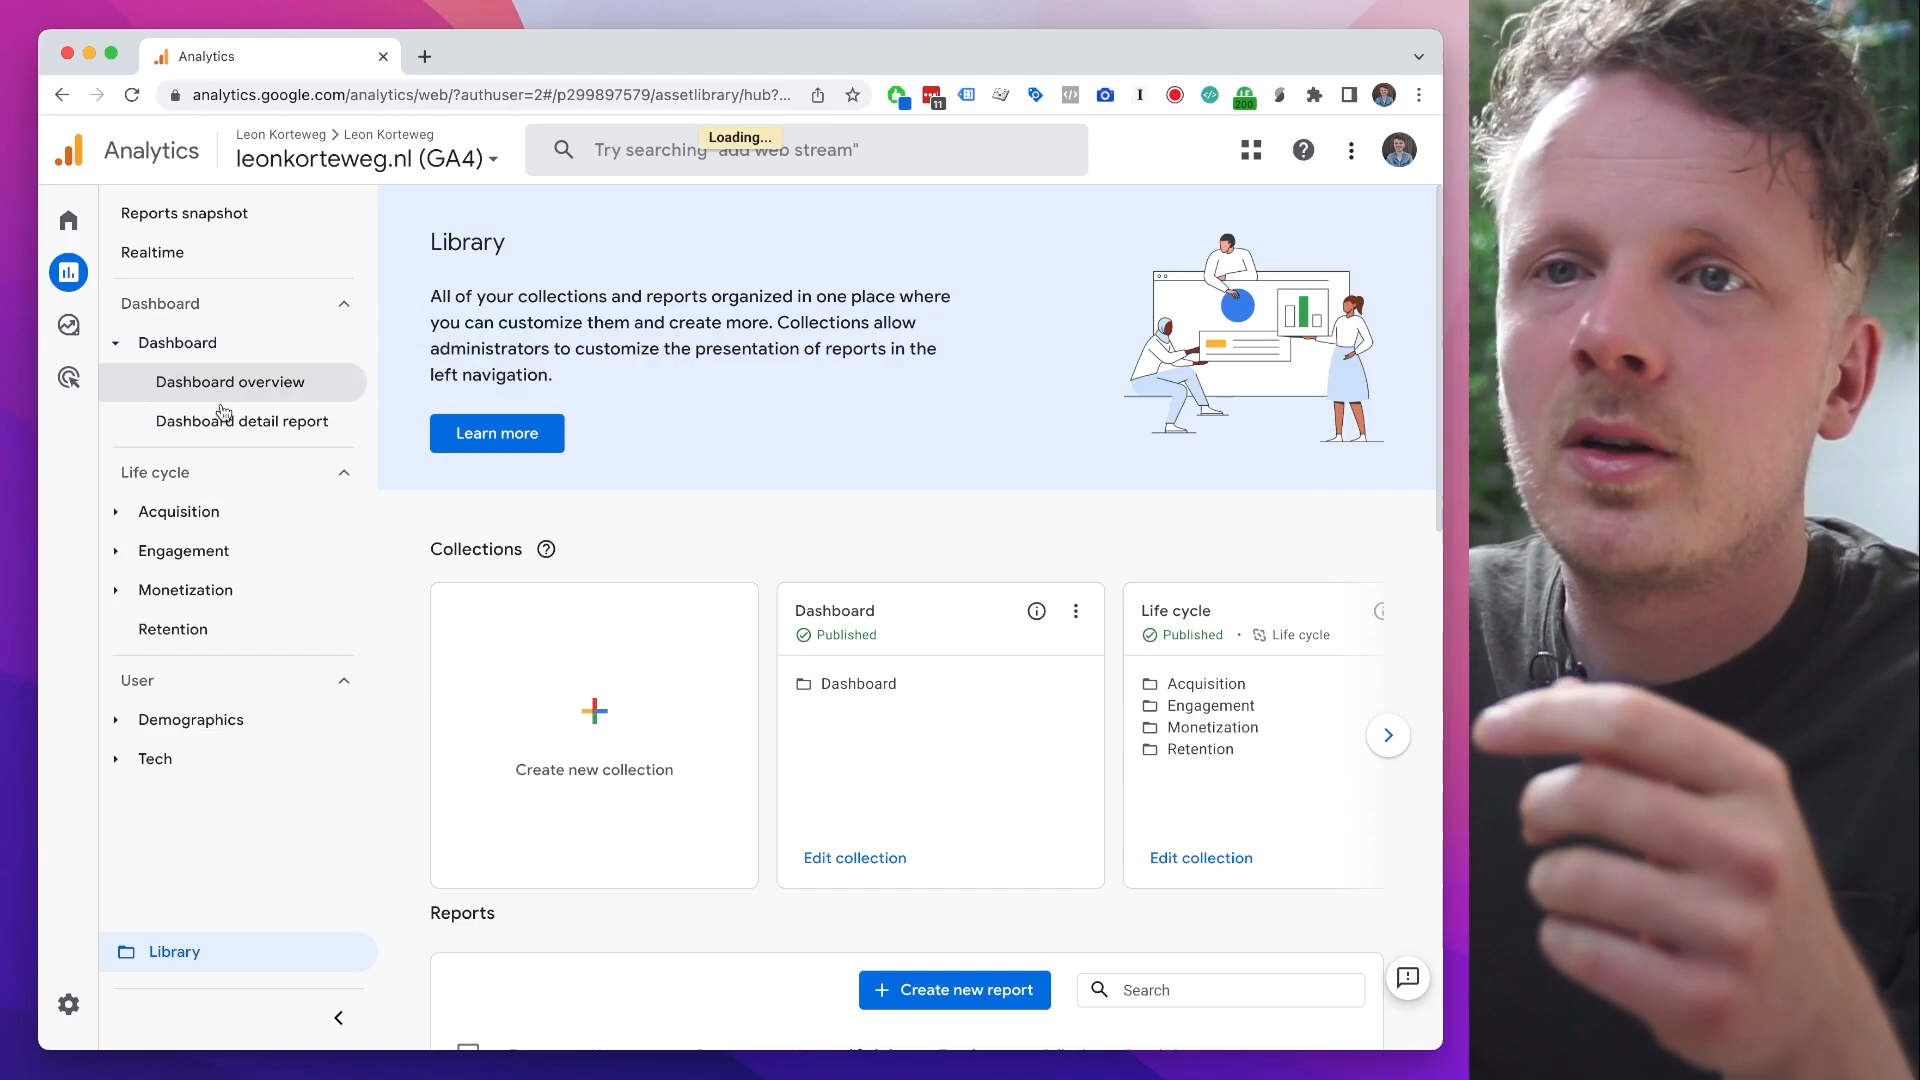 Analytics
analytics.google.com/analytics/web/?authuser=2#/p299897579/assetlibrary/hub?...
11
200
Analytics
Leon Korteweg > Leon Korteweg
leonkorteweg.nl (GA4)
Try searching "add web stream"
Loading...
Reports snapshot
Realtime
Dashboard
Dashboard
Dashboard overview
Dashboard detail report
Life cycle
Acquisition
Engagement
Monetization
Retention
User
Demographics
Tech
Library
Library
All of your collections and reports organized in one place where
you can customize them and create more. Collections allow
administrators to customize the presentation of reports in the
left navigation.
Learn more
Collections
Create new collection
Dashboard
Published
Dashboard
Edit collection
Life cycle
Published • Life cycle
Acquisition
Engagement
Monetization
Retention
Edit collection
Reports
Create new report
Search